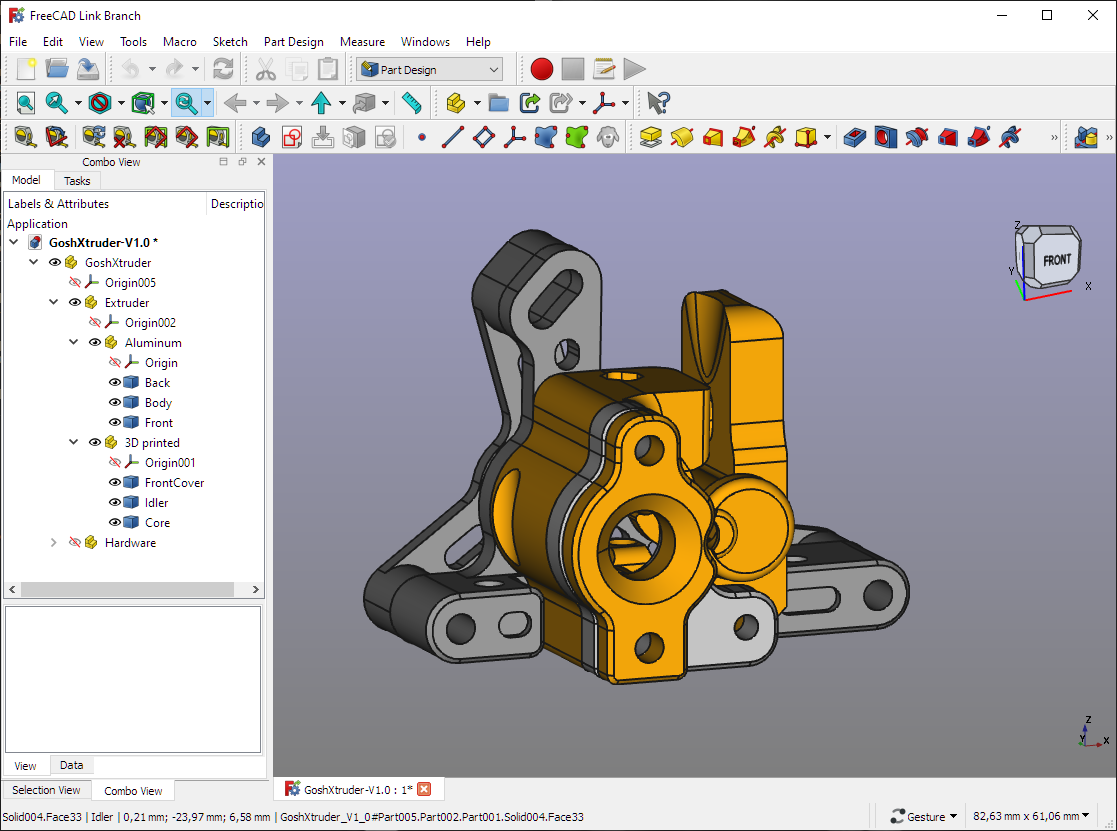 FreeCAD Link Branch
File Edit View Tools Macro Sketch Part Design Measure Windows Help
Part Design
Combo View
Model Tasks
Labels & Attributes Descriptio
Application
GoshXtruder-V1.0 *
GoshXtruder
Origin005
Extruder
Origin002
Aluminum
Origin
Back
Body
Front
3D printed
Origin001
FrontCover
Idler
Core
Hardware
View Data
Selection View Combo View
Z
FRONT
Y
X
Z
Y
X
GoshXtruder-V1.0 : 1*
Solid004.Face33 | Idler | 0,21 mm; -23,97 mm; 6,58 mm | GoshXtruder_V1_0#Part005.Part002.Part001.Solid004.Face33
Gesture 82,63 mm x 61,06 mm